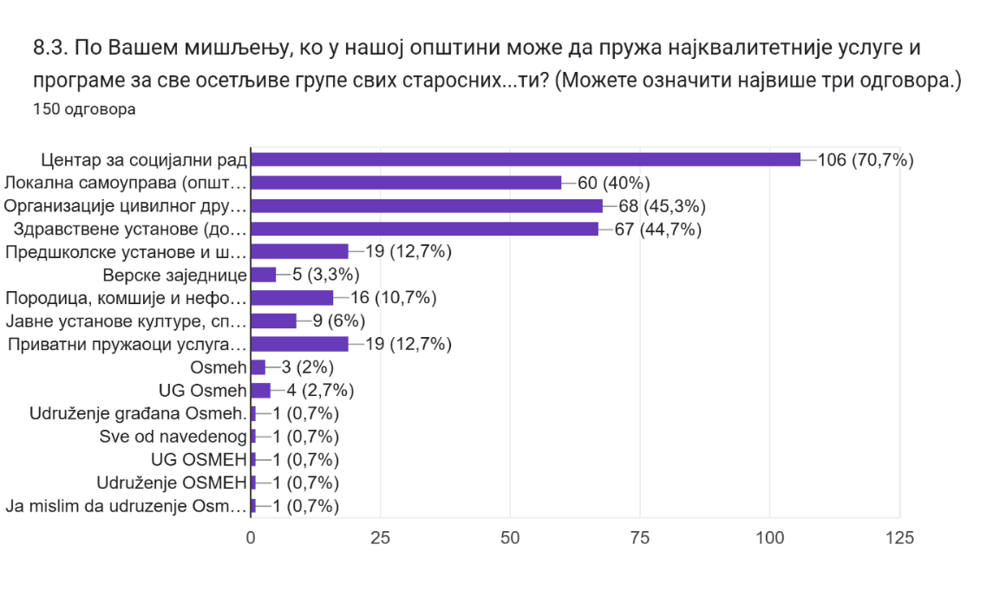 8.3. По Вашем мишљењу, ко у нашој општини може да пружа најквалитетније услуге и
програме за све осетљиве групе свих старосних...ти? (Можете означити највише три одговора.)
150 одговора
Центар за социјални рад 106 (70,7%)
Локална самоуправа (општ… 60 (40%)
Организације цивилног дру… 68 (45,3%)
Здравствене установе (до… 67 (44,7%)
Предшколске установе и ш… 19 (12,7%)
Верске заједнице 5 (3,3%)
Породица, комшије и нефо… 16 (10,7%)
Јавне установе културе, сп… 9 (6%)
Приватни пружаоци услуга… 19 (12,7%)
Osmeh 3 (2%)
UG Osmeh 4 (2,7%)
Udruženje građana Osmeh. 1 (0,7%)
Sve od navedenog 1 (0,7%)
UG OSMEH 1 (0,7%)
Udruženje OSMEH 1 (0,7%)
Ja mislim da udruzenje Osm… 1 (0,7%)
0 25 50 75 100 125